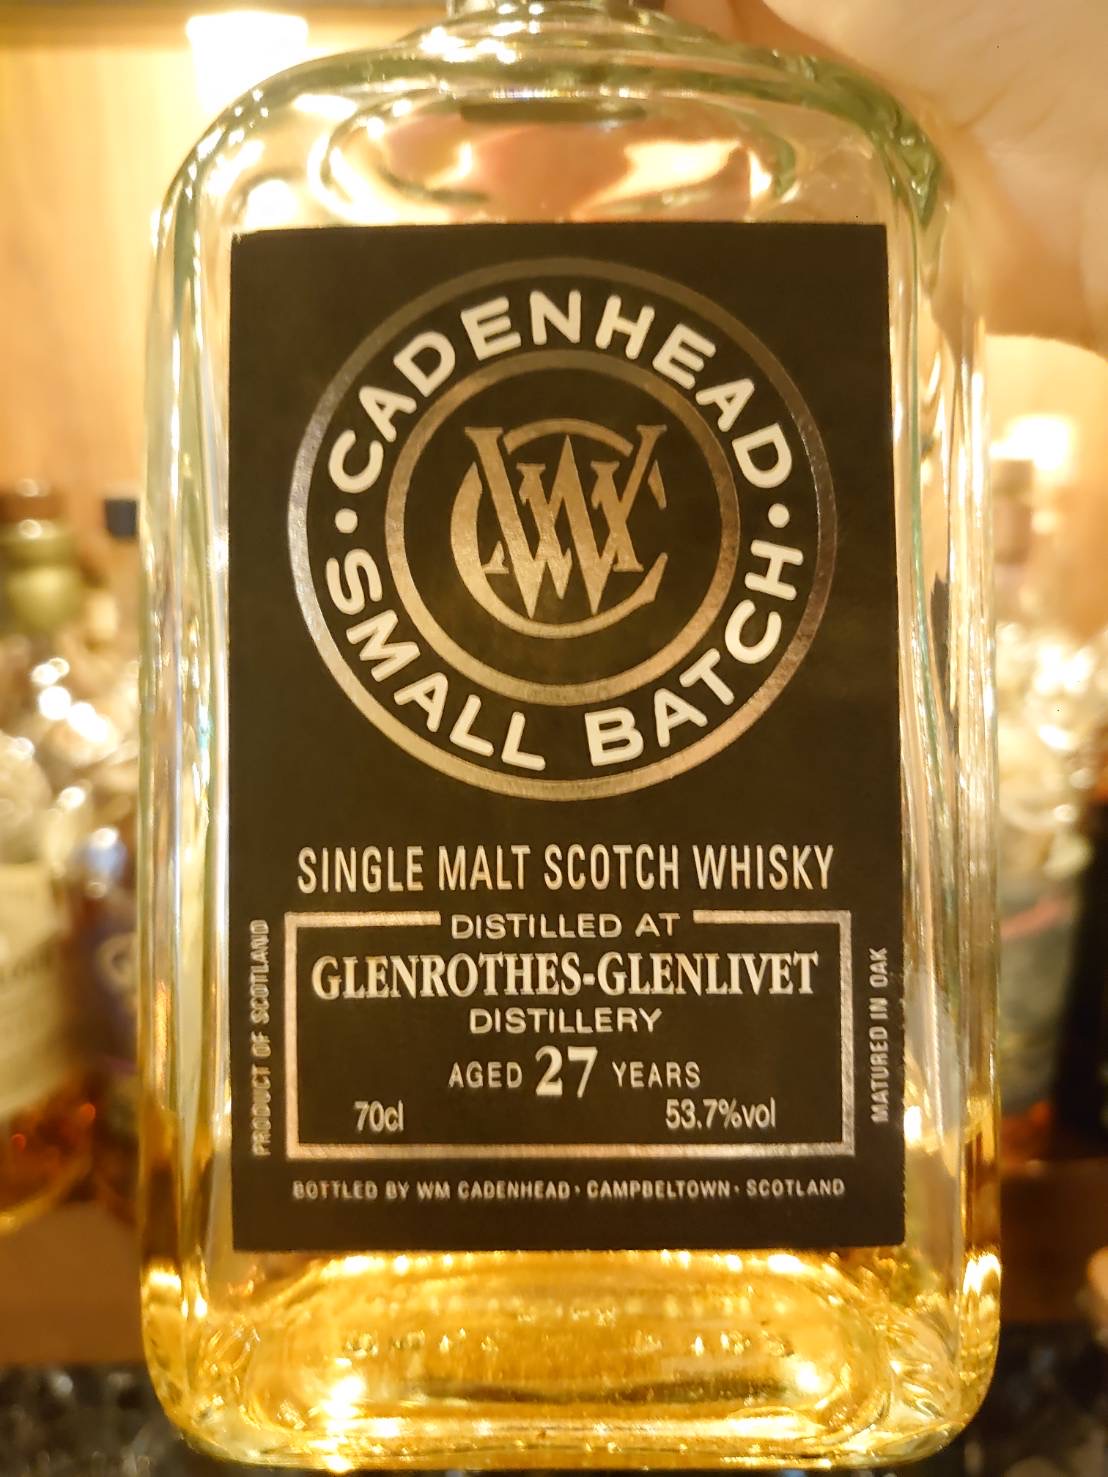 ·CADENHEAD·
SMALL BATCH
WC
SINGLE MALT SCOTCH WHISKY
DISTILLED AT
GLENROTHES-GLENLIVET
DISTILLERY
AGED 27 YEARS
70cl 53.7%vol
PRODUCT OF SCOTLAND
MATURED IN OAK
BOTTLED BY WM CADENHEAD · CAMPBELTOWN · SCOTLAND